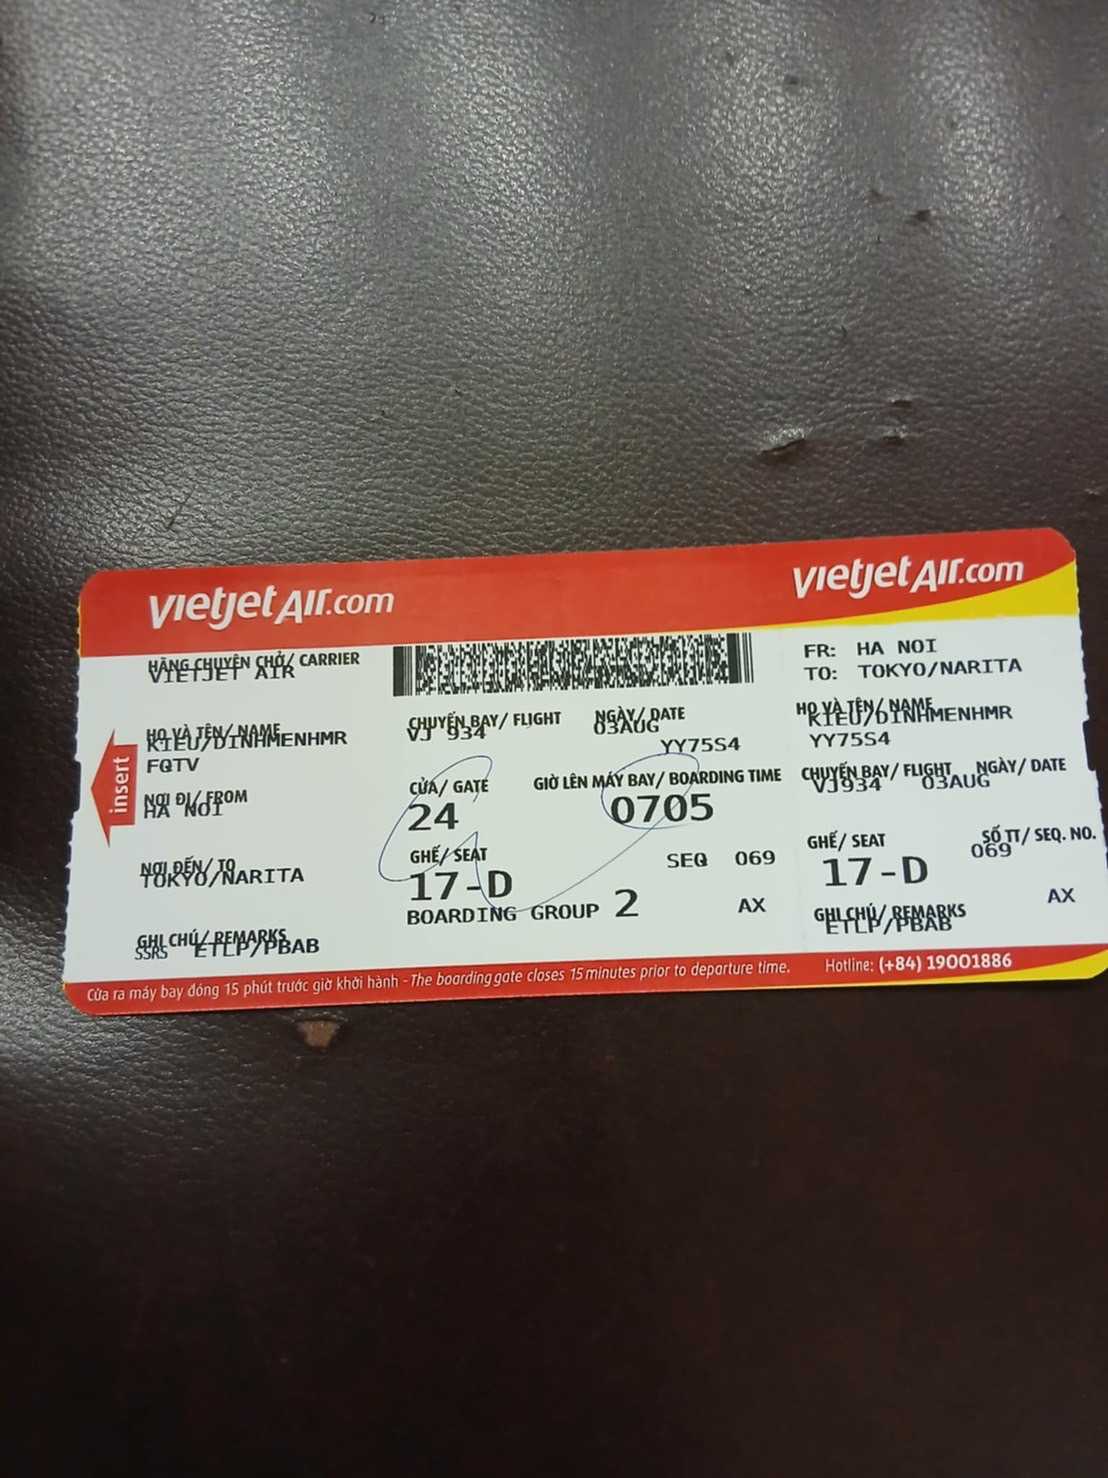 vietjetAir.com
HÃNG CHUYÊN CHỞ/ CARRIER
VIETJET AIR
HỌ VÀ TÊN/ NAME
KIEU/DINHMENHMR
FQTV
NƠI ĐI/ FROM
HA NOI
NƠI ĐẾN/ TO
TOKYO/NARITA
GHI CHÚ/ REMARKS
SSRS ETLP/PBAB
insert
CHUYẾN BAY/ FLIGHT NGÀY/ DATE
VJ 934 03AUG
YY75S4
CỬA/ GATE GIỜ LÊN MÁY BAY/ BOARDING TIME
24 0705
GHẾ/ SEAT
17-D SEQ 069
BOARDING GROUP 2 AX
Cửa ra máy bay đóng 15 phút trước giờ khởi hành - The boarding gate closes 15 minutes prior to departure time.
vietjetAir.com
FR: HA NOI
TO: TOKYO/NARITA
HỌ VÀ TÊN/ NAME
KIEU/DINHMENHMR
YY75S4
CHUYẾN BAY/ FLIGHT NGÀY/ DATE
VJ934 03AUG
GHẾ/ SEAT SỐ TT/ SEQ. NO.
17-D 069
GHI CHÚ/ REMARKS AX
ETLP/PBAB
Hotline: (+84) 19001886